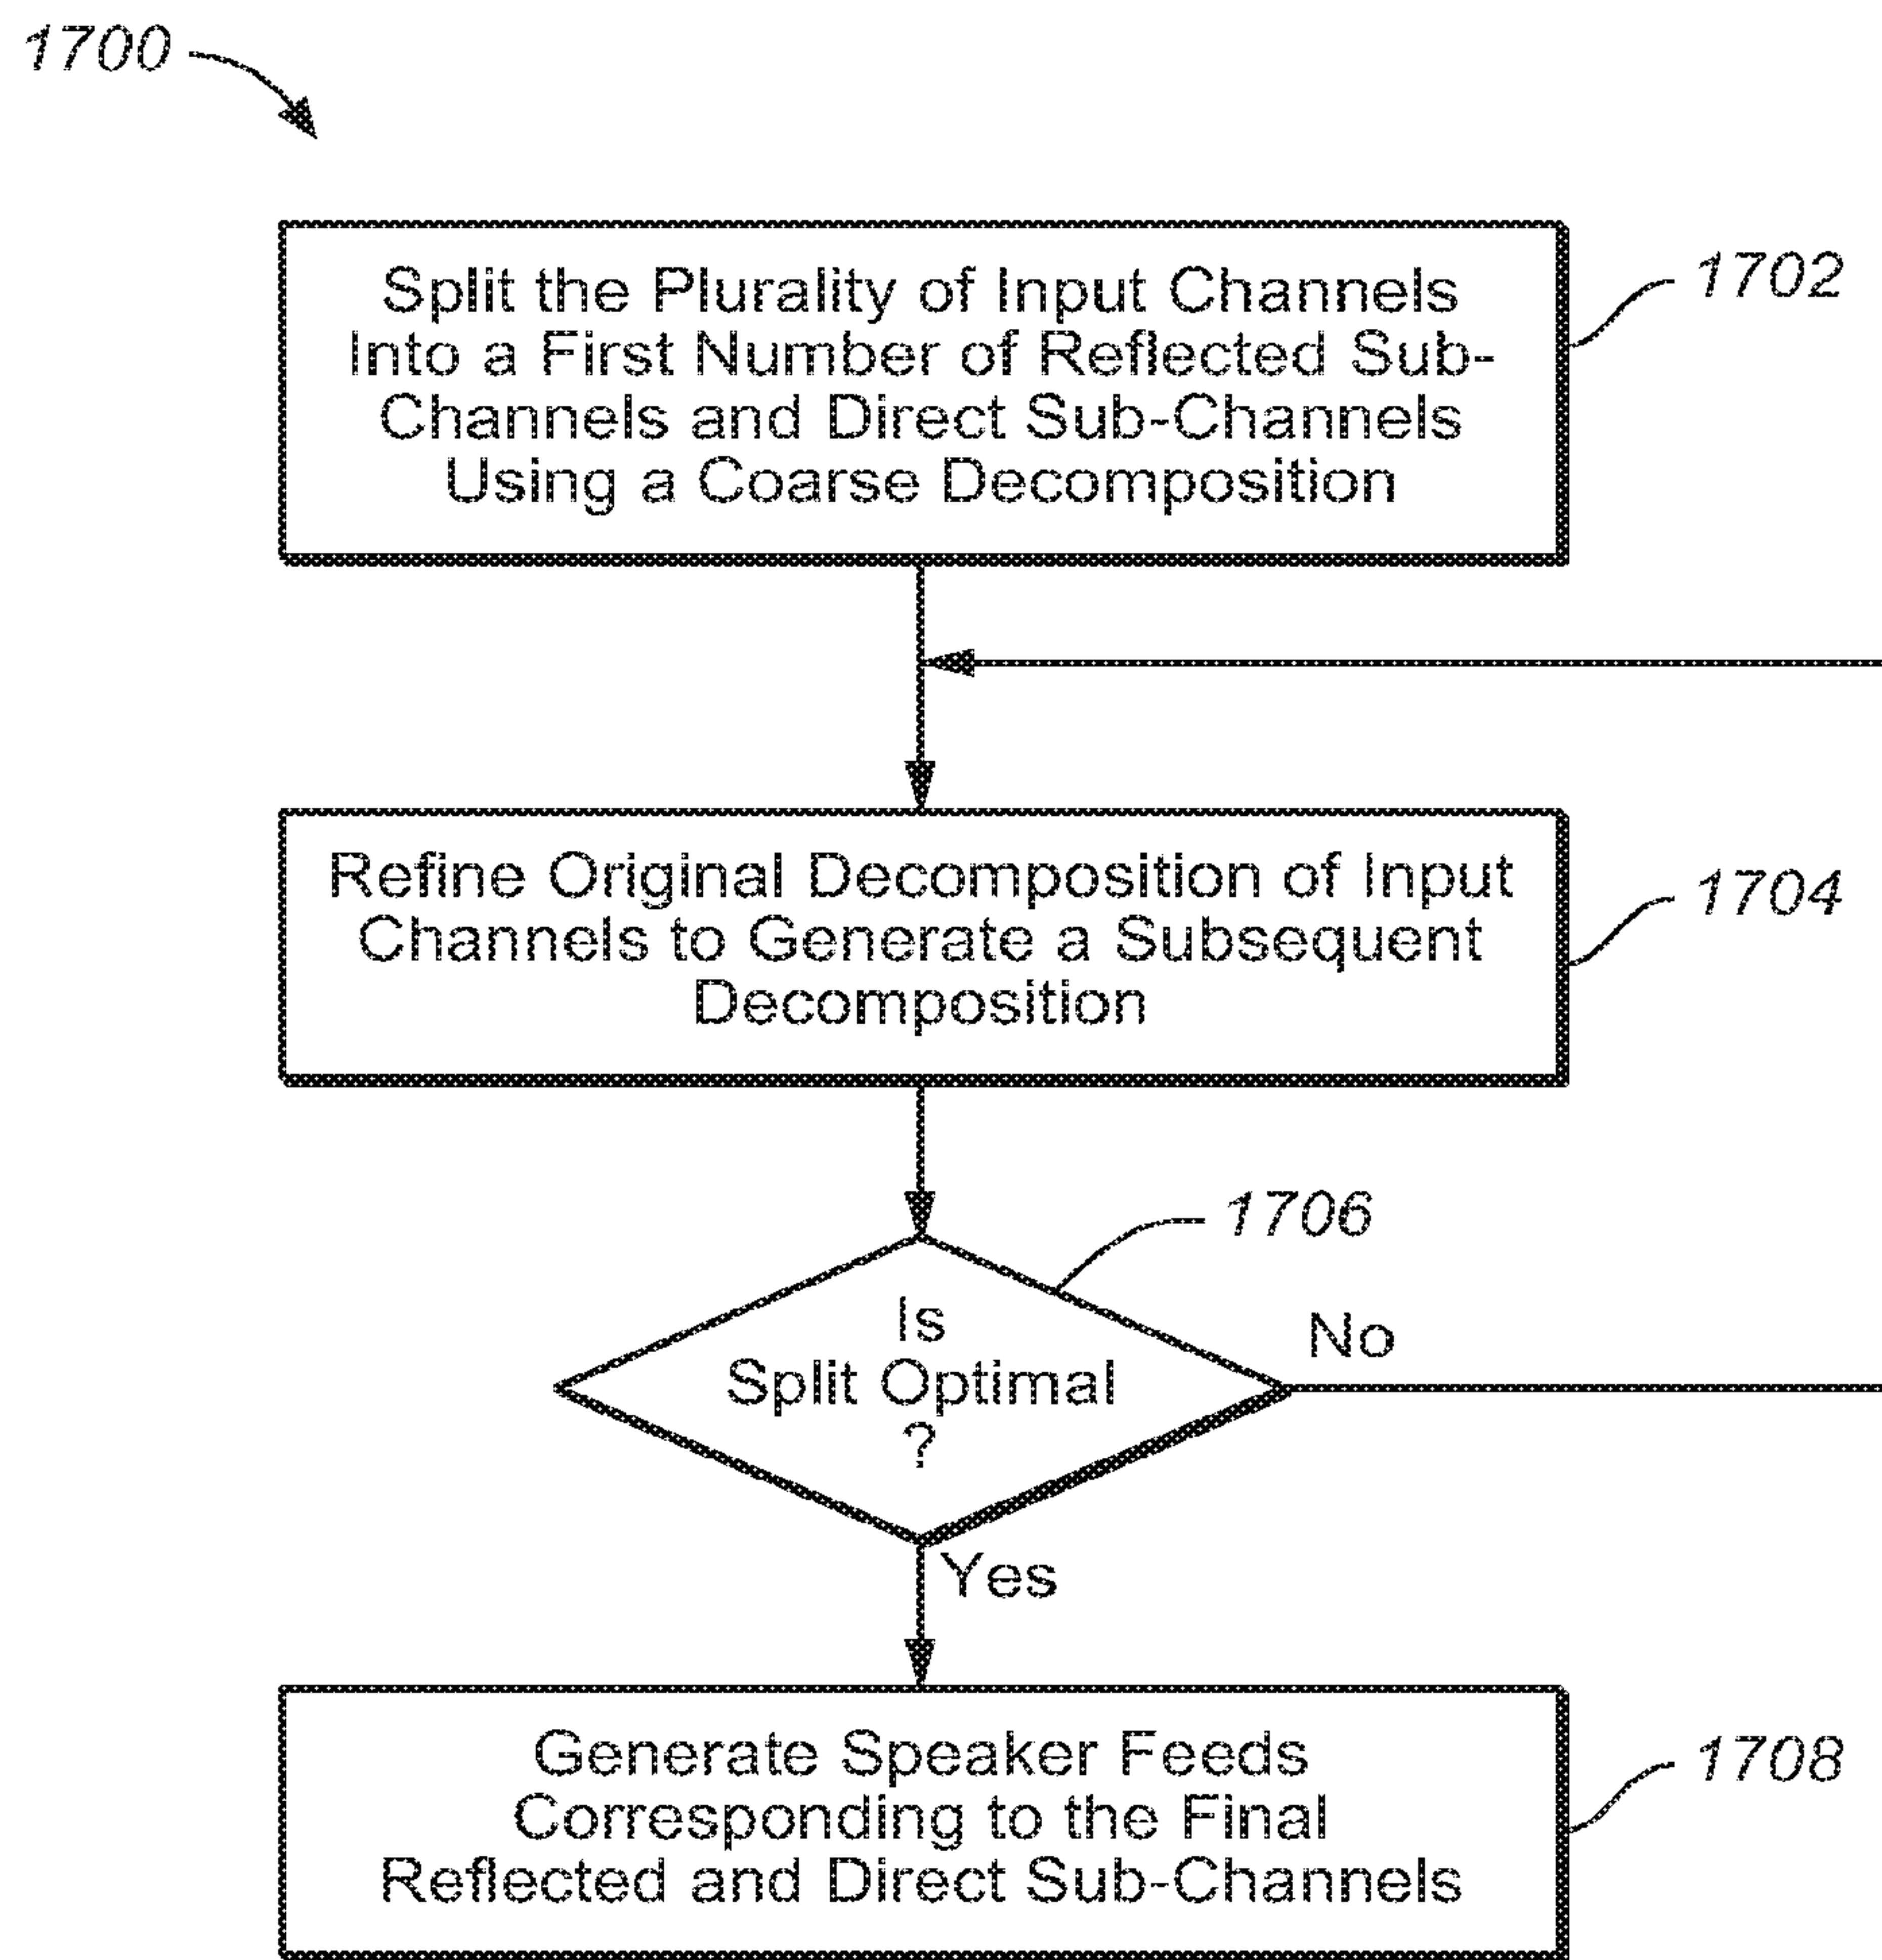 1700
Split the Plurality of Input Channels
Into a First Number of Reflected Sub-
Channels and Direct Sub-Channels
Using a Coarse Decomposition
1702
Refine Original Decomposition of Input
Channels to Generate a Subsequent
Decomposition
1704
1706
Is
Split Optimal
?
No
Yes
Generate Speaker Feeds
Corresponding to the Final
Reflected and Direct Sub-Channels
1708